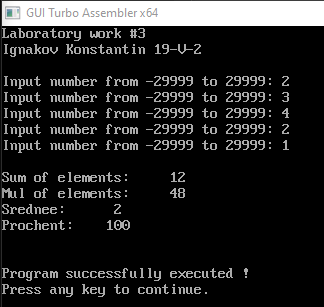 GUI Turbo Assembler x64
Laboratory work #3
Ignakov Konstantin 19-V-2
Input number from -29999 to 29999: 2
Input number from -29999 to 29999: 3
Input number from -29999 to 29999: 4
Input number from -29999 to 29999: 2
Input number from -29999 to 29999: 1
Sum of elements: 12
Mul of elements: 48
Srednee: 2
Prochent: 100
Program successfully executed !
Press any key to continue.